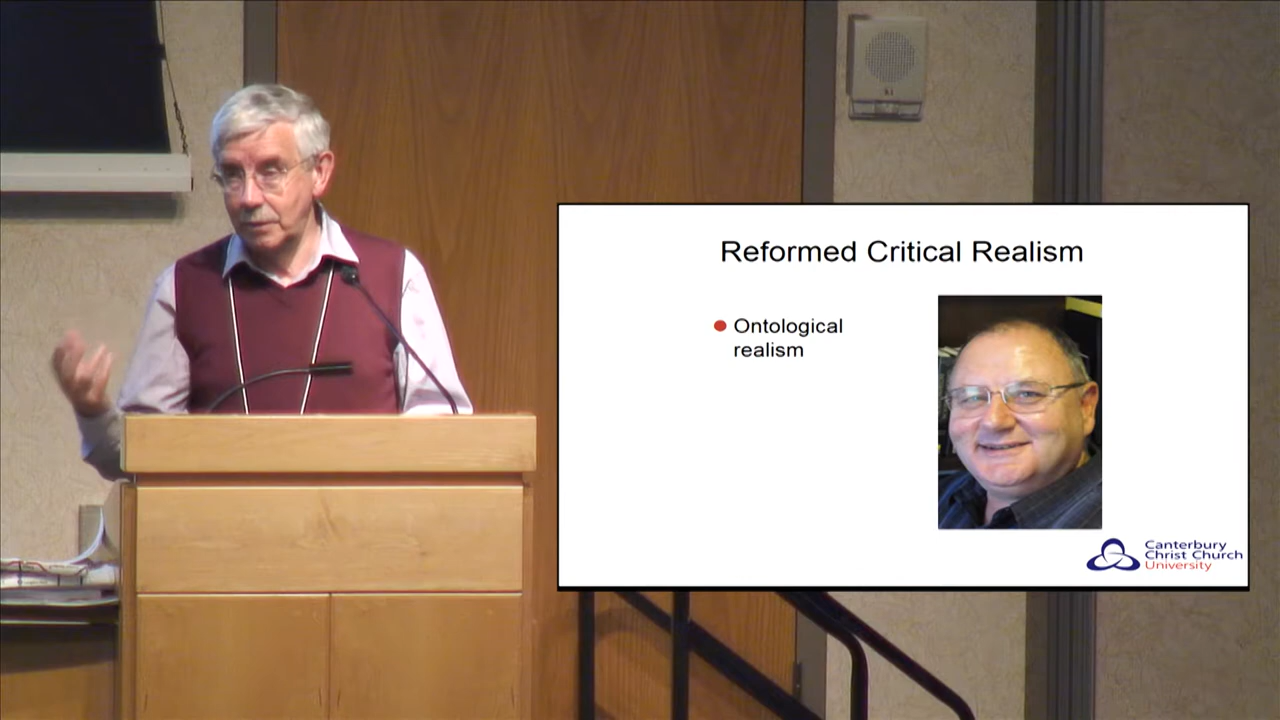 Reformed Critical Realism
Ontological
realism
Canterbury
Christ Church
University